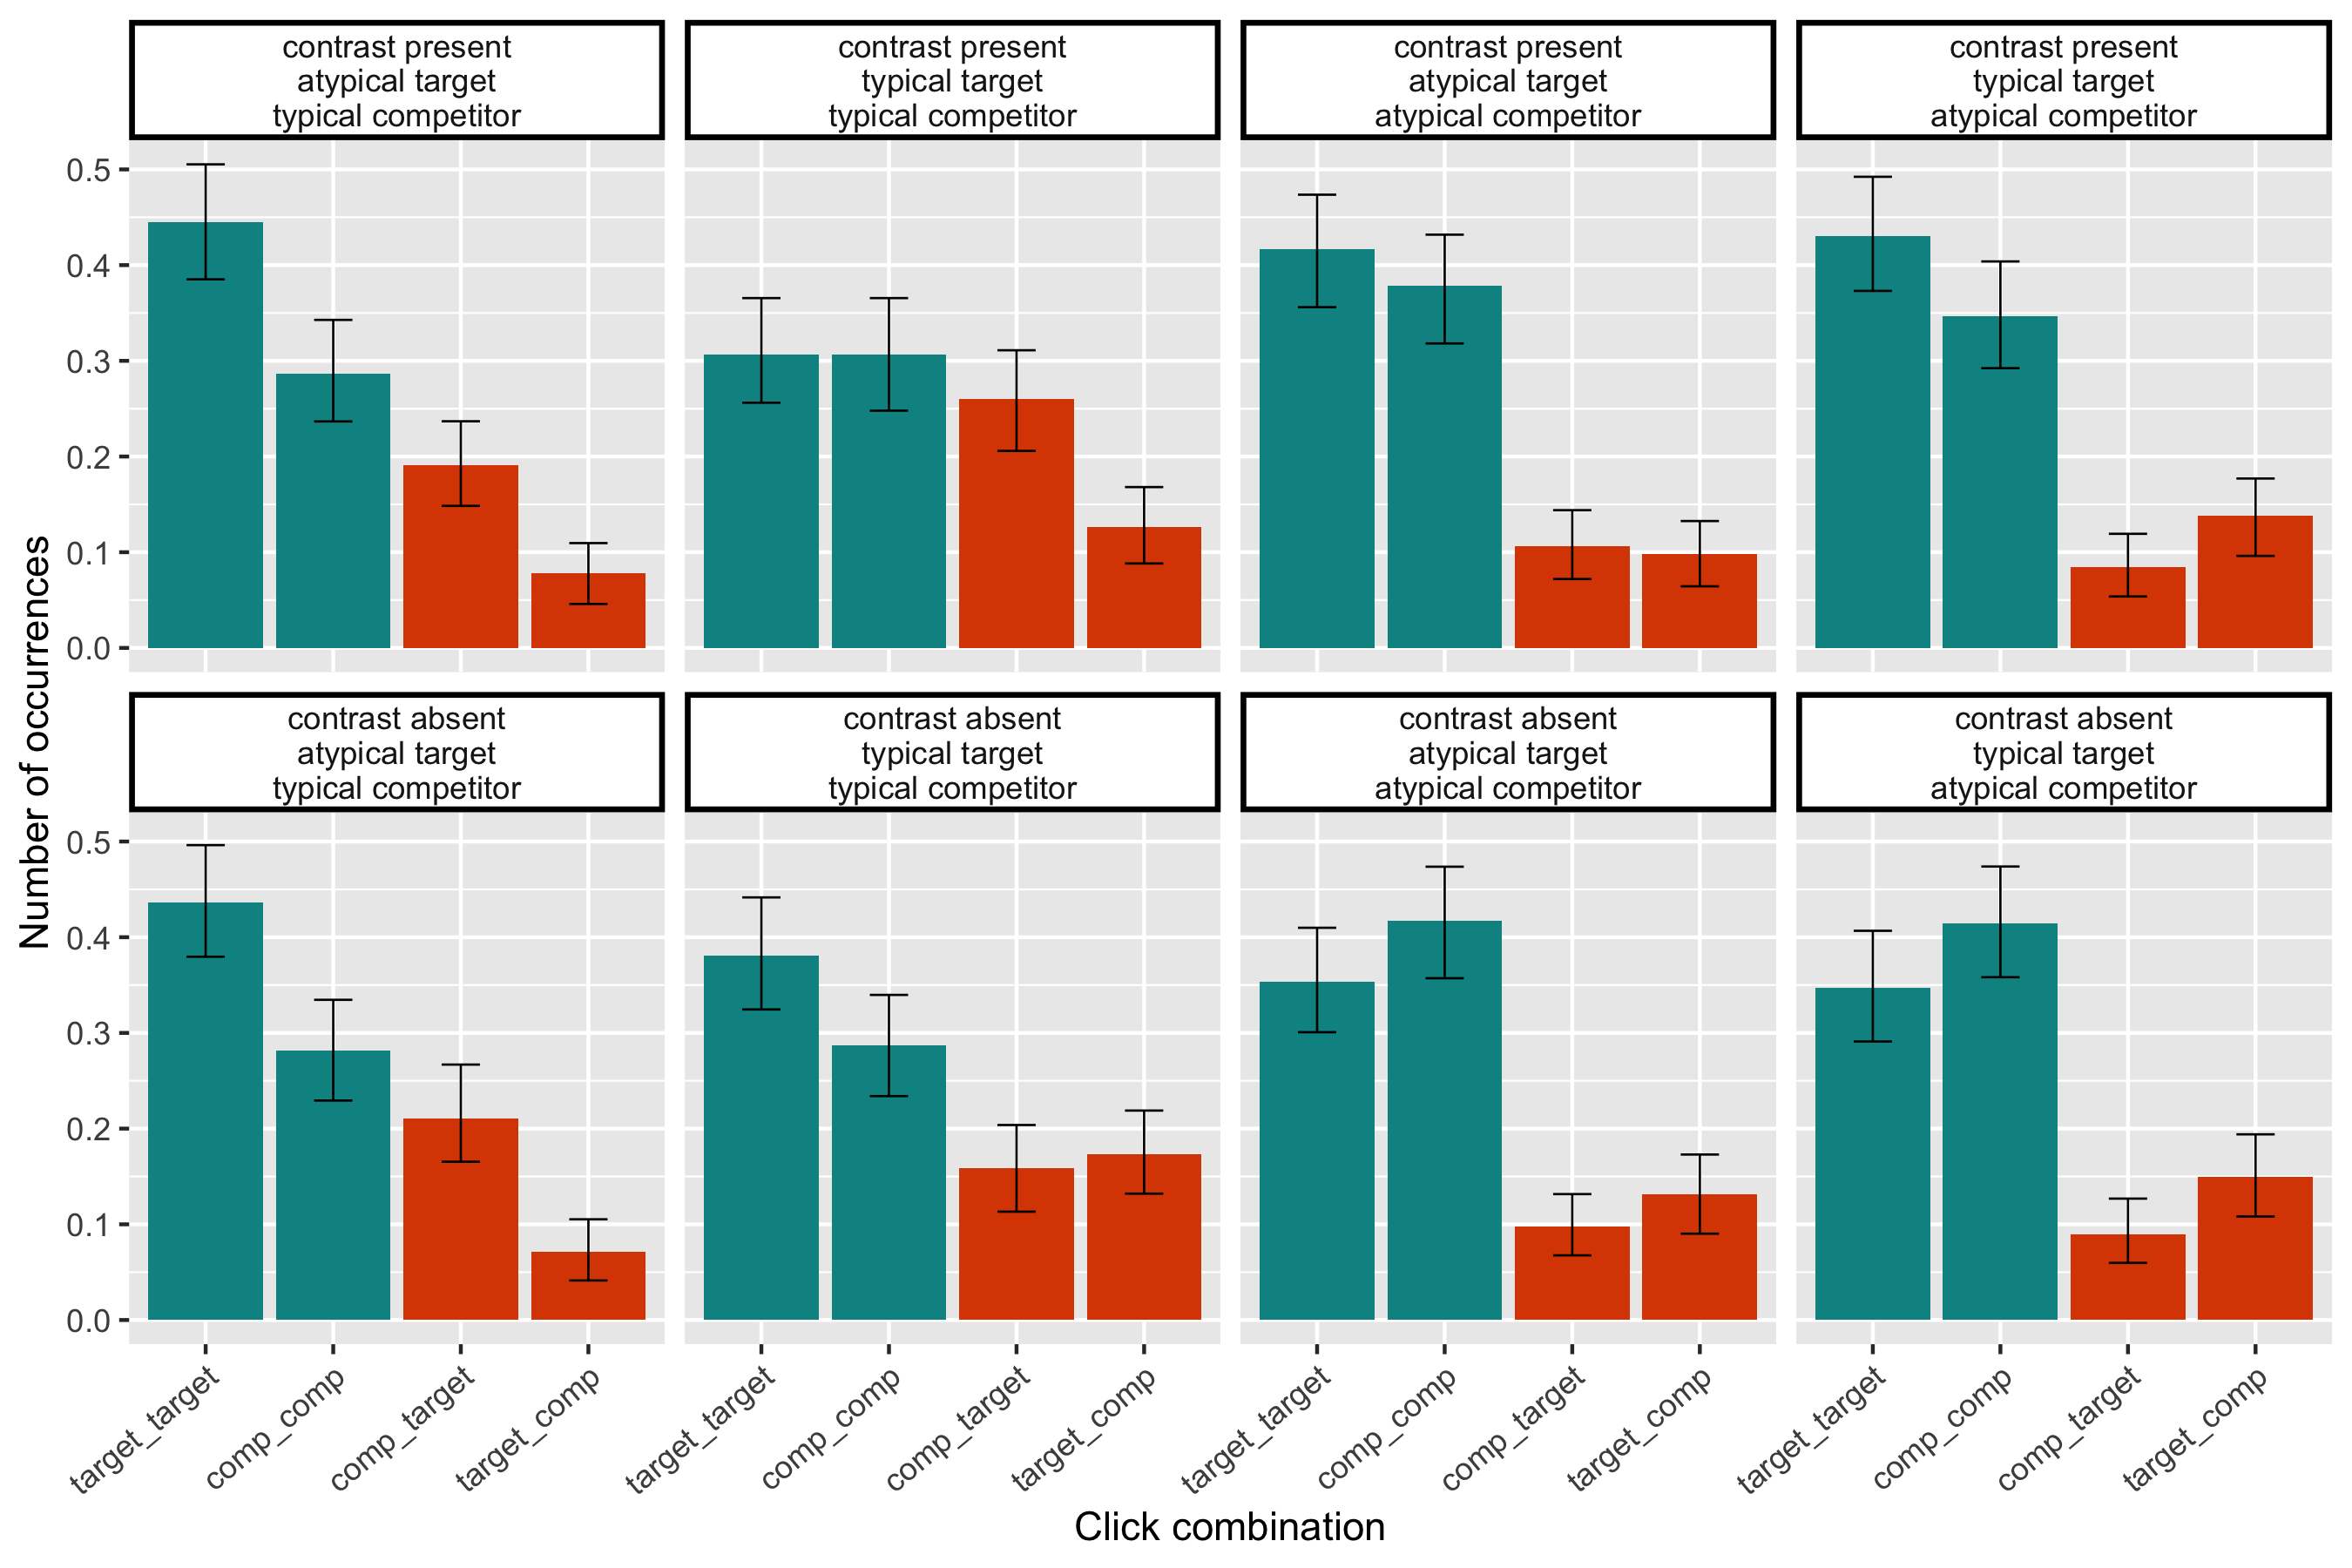 contrast present
atypical target
typical competitor
contrast present
typical target
typical competitor
contrast present
atypical target
atypical competitor
contrast present
typical target
atypical competitor
0.5
0.4
0.3
0.2
0.1
0.0
Number of occurrences
contrast absent
atypical target
typical competitor
contrast absent
typical target
typical competitor
contrast absent
atypical target
atypical competitor
contrast absent
typical target
atypical competitor
0.5
0.4
0.3
0.2
0.1
0.0
target_target
comp_comp
comp_target
target_comp
target_target
comp_comp
comp_target
target_comp
target_target
comp_comp
comp_target
target_comp
target_target
comp_comp
comp_target
target_comp
Click combination